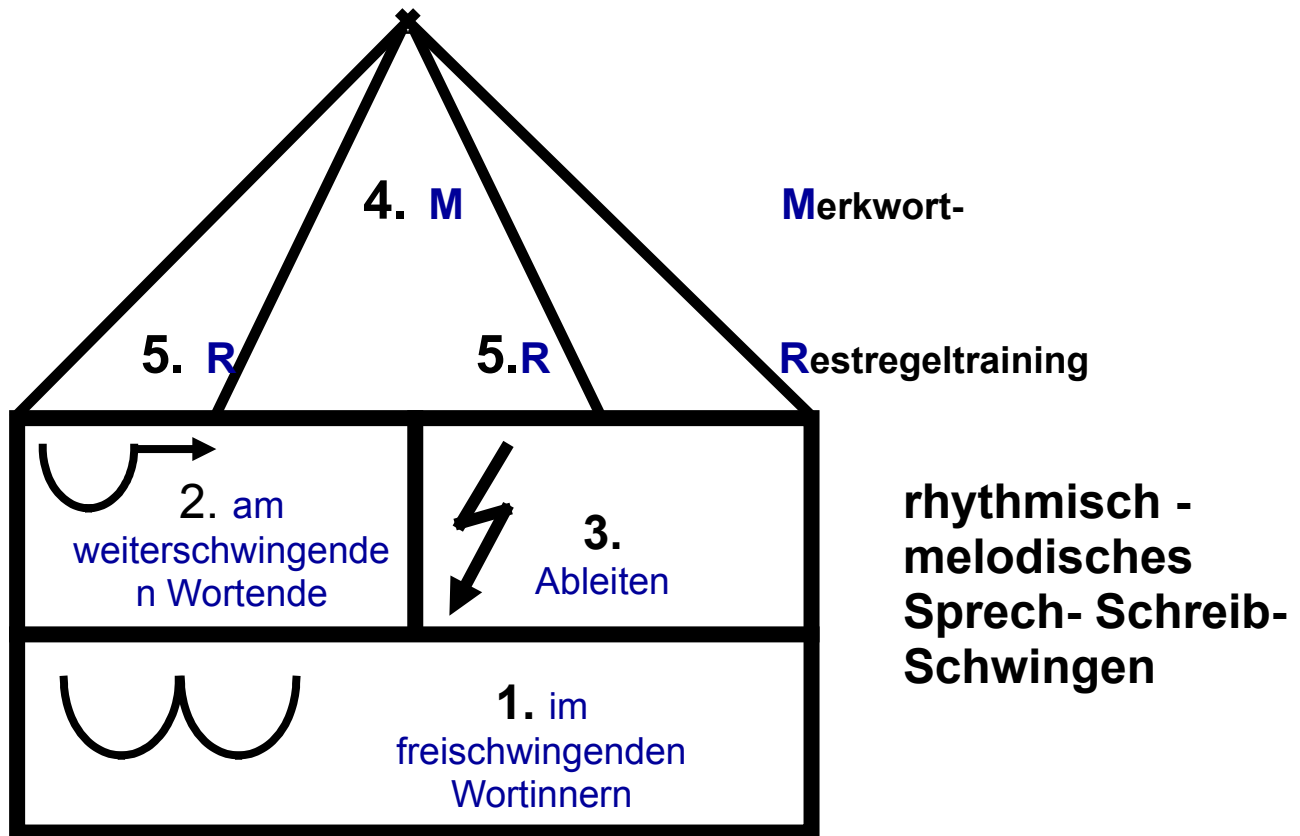 4. M
Merkwort-
5. R
5.R
Restregeltraining
2. am
weiterschwingende
n Wortende
3.
Ableiten
rhythmisch -
melodisches
Sprech- Schreib-
Schwingen
1. im
freischwingenden
Wortinnern